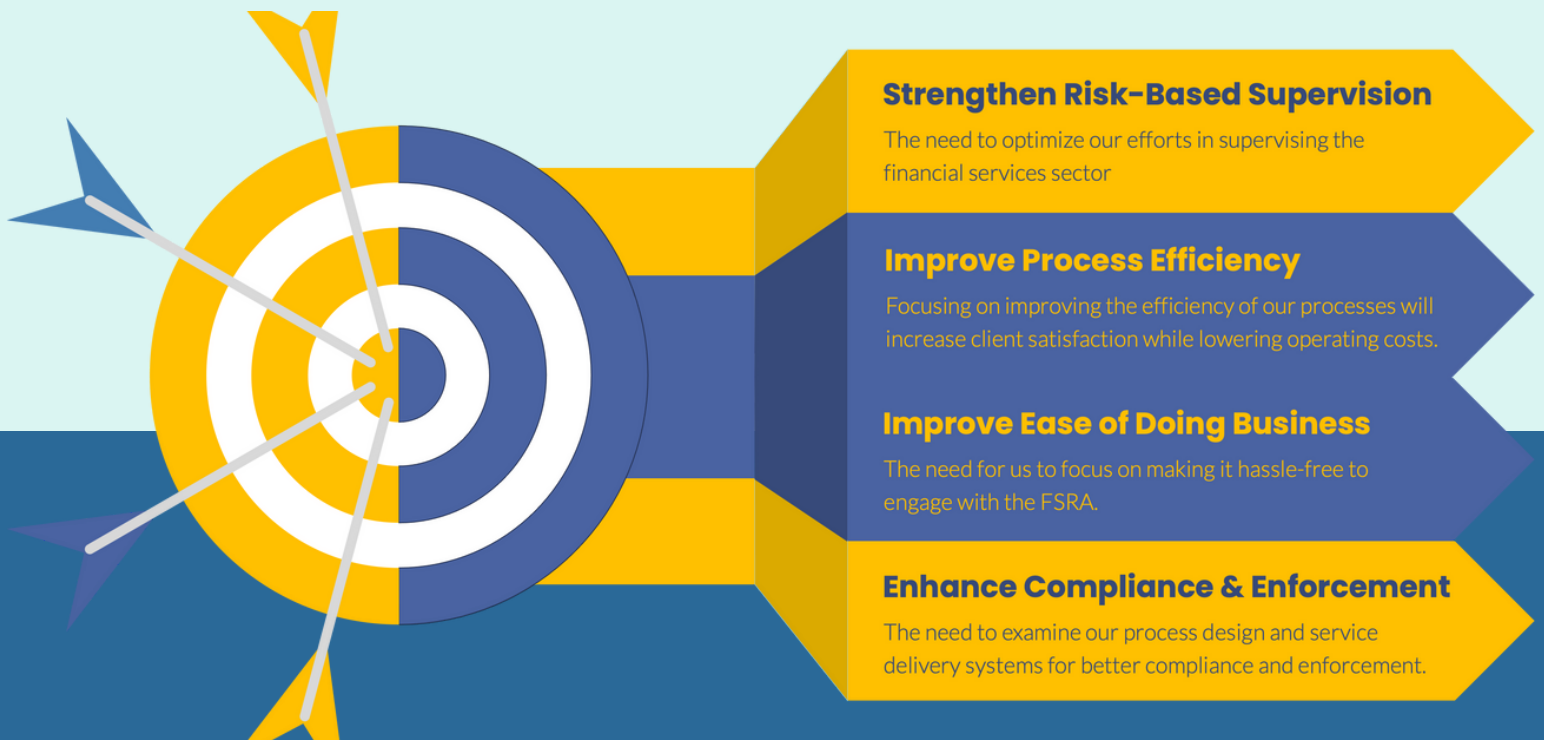 Strengthen Risk-Based Supervision
The need to optimize our efforts in supervising the
financial services sector
Improve Process Efficiency
Focusing on improving the efficiency of our processes will
increase client satisfaction while lowering operating costs.
Improve Ease of Doing Business
The need for us to focus on making it hassle-free to
engage with the FSRA.
Enhance Compliance & Enforcement
The need to examine our process design and service
delivery systems for better compliance and enforcement.